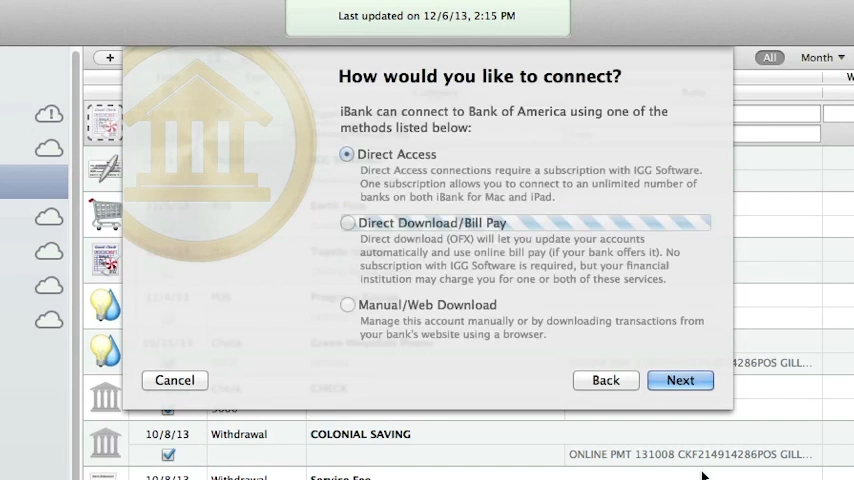 Last updated on 12/6/13, 2:15 PM
+
All Month
W
How would you like to connect?
iBank can connect to Bank of America using one of the
methods listed below:
Direct Access
Direct Access connections require a subscription with IGG Software.
One subscription allows you to connect to an unlimited number of
banks on both iBank for Mac and iPad.
Direct Download/Bill Pay
Direct download (OFX) will let you update your accounts
automatically and use online bill pay (if your bank offers it). No
subscription with IGG Software is required, but your financial
institution may charge you for one or both of these services.
Manual/Web Download
Manage this account manually or by downloading transactions from
your bank's website using a browser.
4286POS GILL...
Cancel Back Next
10/8/13 Withdrawal COLONIAL SAVING
ONLINE PMT 131008 CKF214914286POS GILL...
10/8/13 Withdrawal Service Fee